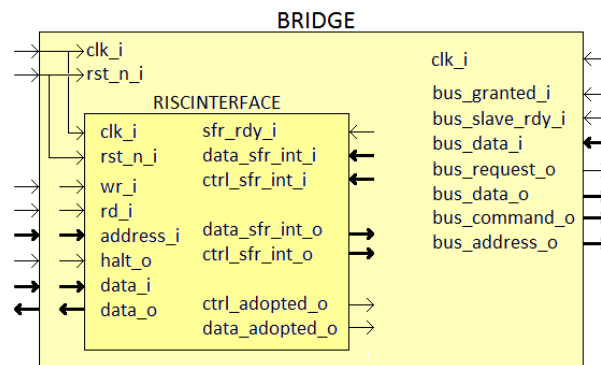 BRIDGE
clk_i
rst_n_i
RISCINTERFACE
clk_i
rst_n_i
wr_i
rd_i
address_i
halt_o
data_i
data_o
sfr_rdy_i
data_sfr_int_i
ctrl_sfr_int_i
data_sfr_int_o
ctrl_sfr_int_o
ctrl_adopted_o
data_adopted_o
clk_i
bus_granted_i
bus_slave_rdy_i
bus_data_i
bus_request_o
bus_data_o
bus_command_o
bus_address_o